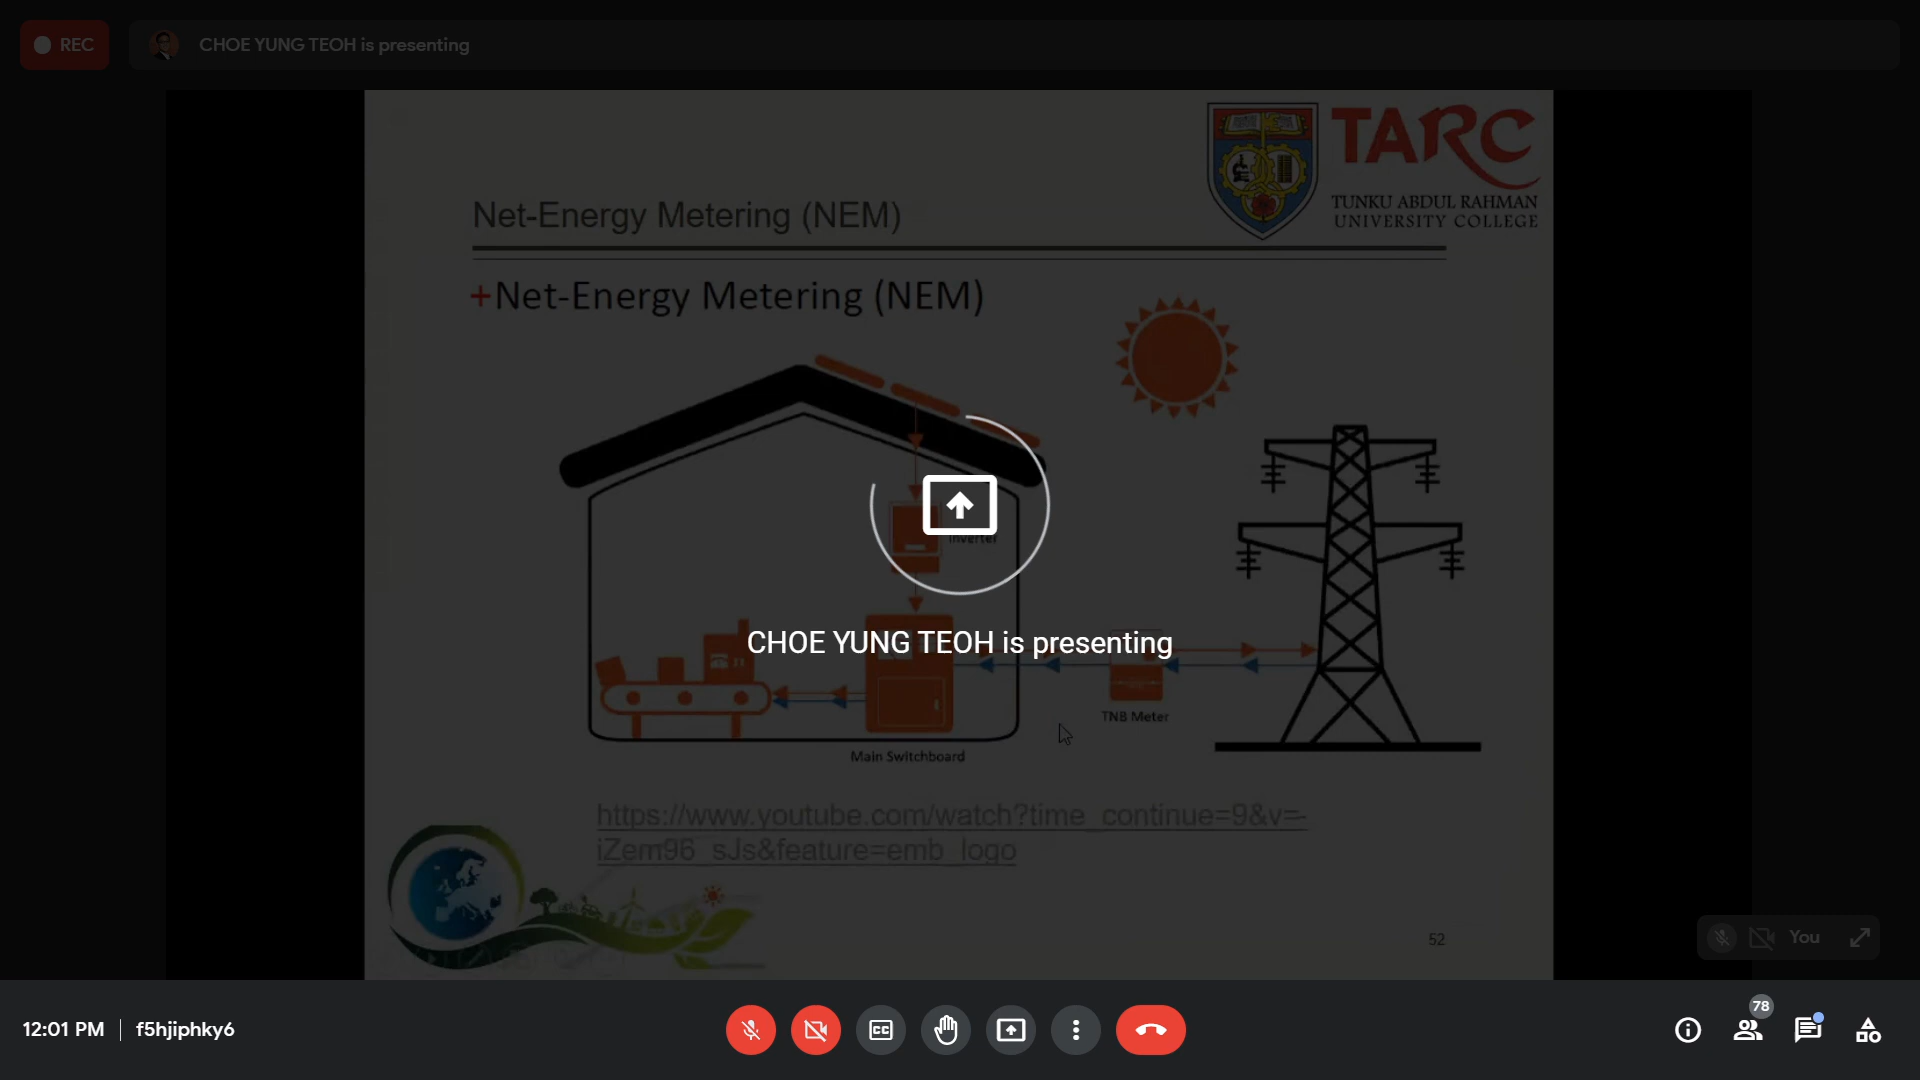 REC
CHOE YUNG TEOH is presenting
TARC
TUNKU ABDUL RAHMAN
UNIVERSITY COLLEGE
Net-Energy Metering (NEM)
+Net-Energy Metering (NEM)
Inverter
CHOE YUNG TEOH is presenting
TNB Meter
Main Switchboard
https://www.youtube.com/watch?time_continue=9&v=-
iZem96_sJs&feature=emb_logo
52
You
12:01 PM
f5hjiphky6
CC
78